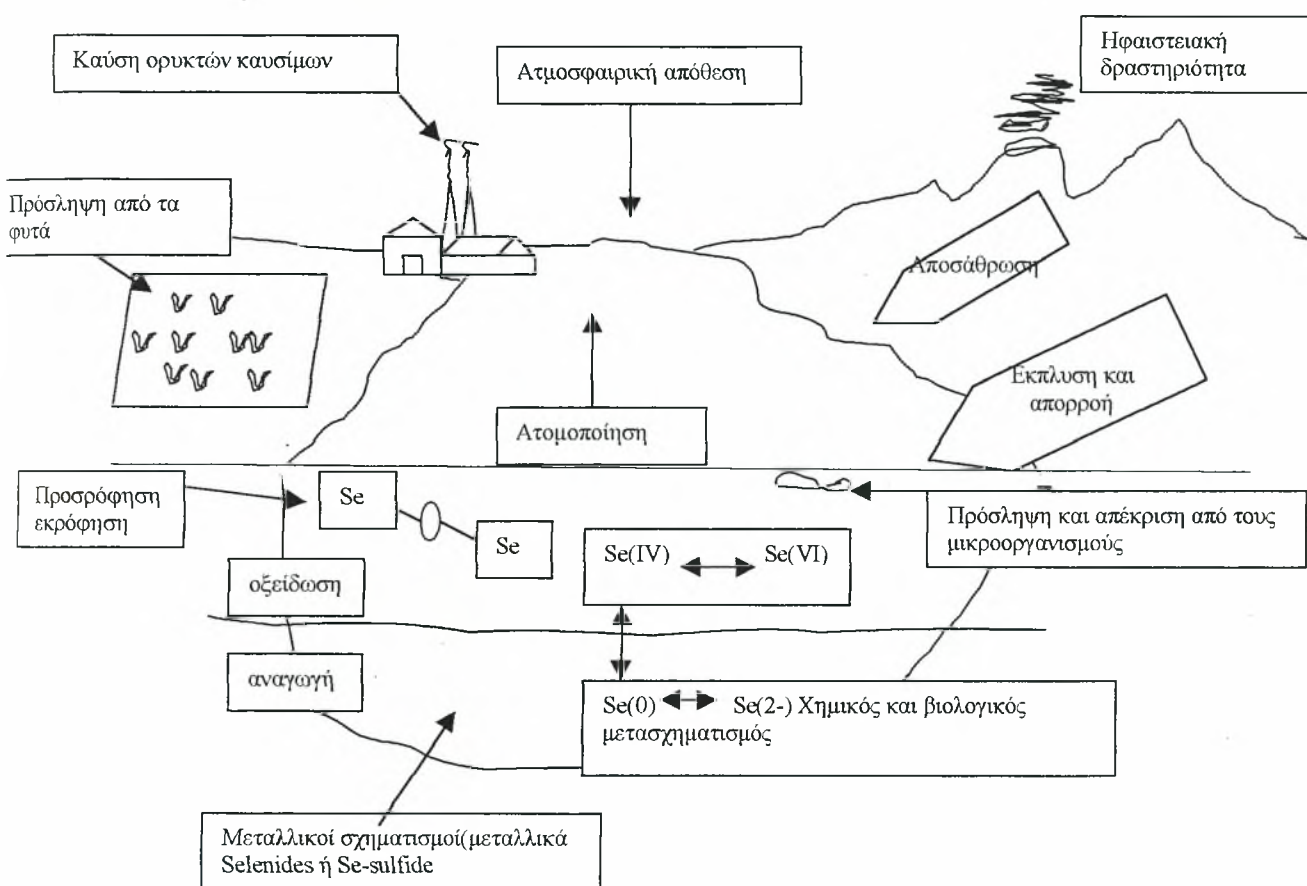 Καύση ορυκτών καυσίμων
Ατμοσφαιρική απόθεση
Ηφαιστειακή
δραστηριότητα
Πρόσληψη από τα
φυτά
Αποσάθρωση
Εκπλυση και
απορροή
Ατομοποίηση
Προσρόφηση
εκρόφηση
Se
Se
Se(IV) Se(VI)
Πρόσληψη και απέκριση από τους
μικροοργανισμούς
οξείδωση
αναγωγή
Se(0) Se(2-) Χημικός και βιολογικός
μετασχηματισμός
Μεταλλικοί σχηματισμοί(μεταλλικά
Selenides ή Se-sulfide